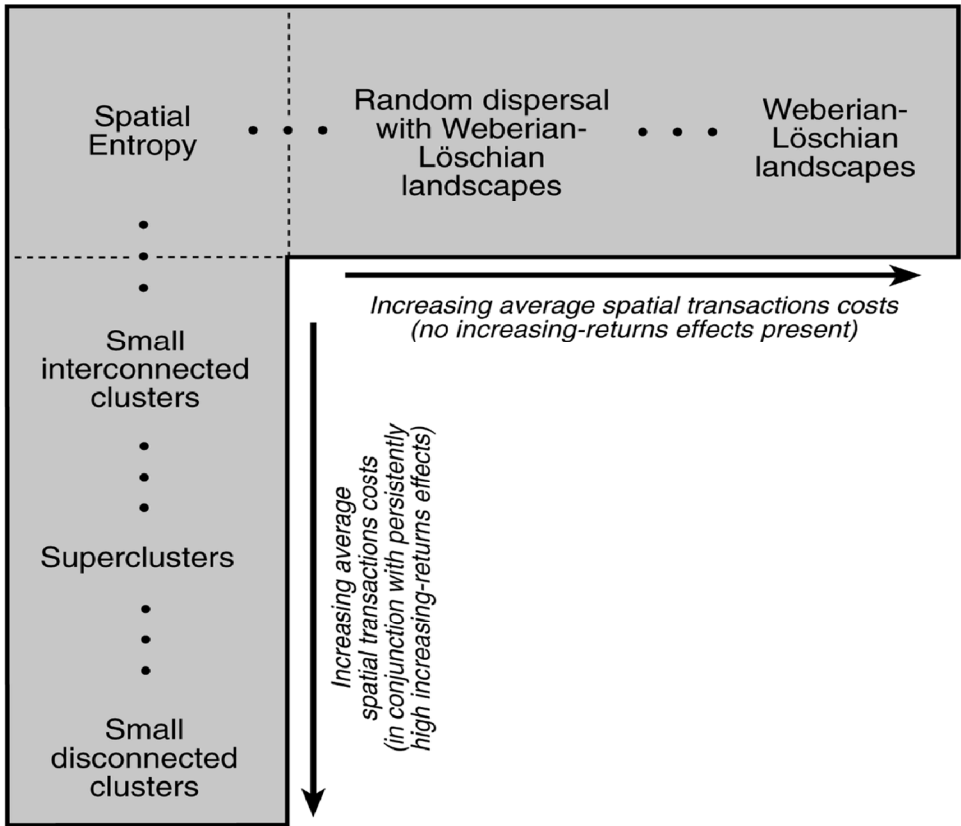 Spatial
Entropy
Random dispersal
with Weberian-
Löschian
landscapes
Weberian-
Löschian
landscapes
Increasing average spatial transactions costs
(no increasing-returns effects present)
Small
interconnected
clusters
Superclusters
Small
disconnected
clusters
Increasing average
spatial transactions costs
(in conjunction with persistently
high increasing-returns effects)